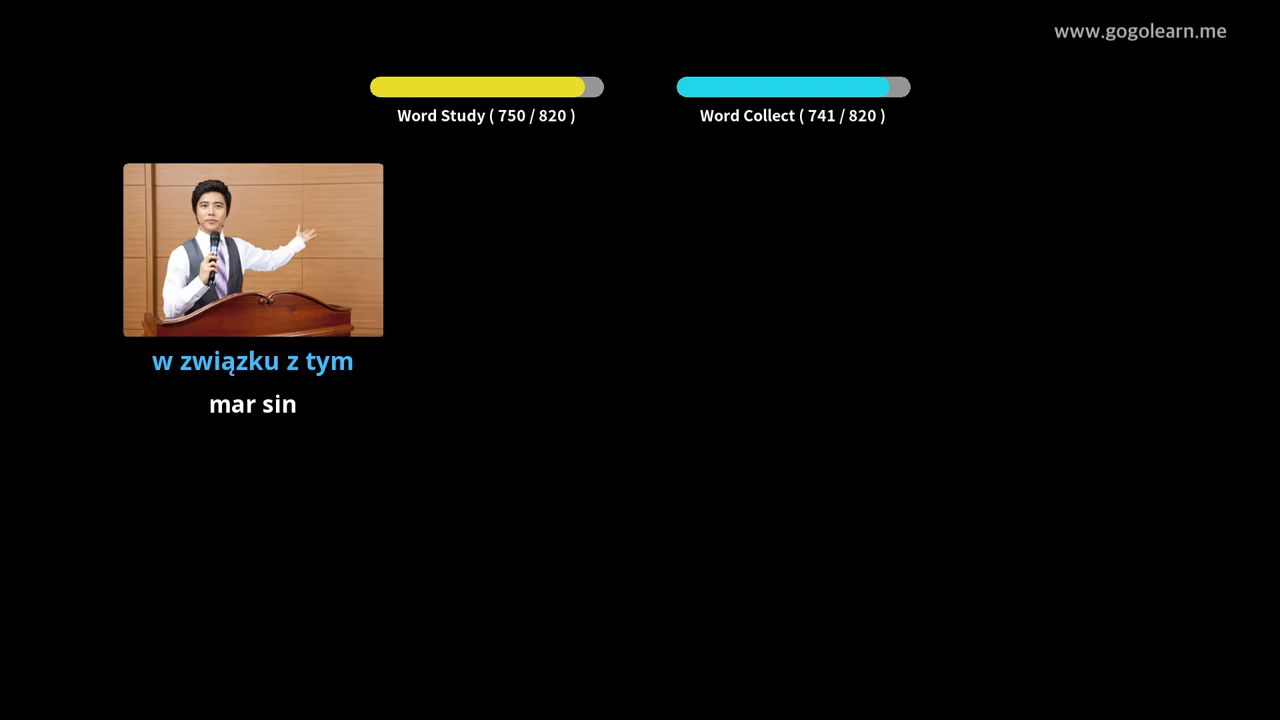 www.gogolearn.me
Word Study ( 750 / 820 )
Word Collect ( 741 / 820 )
w związku z tym
mar sin